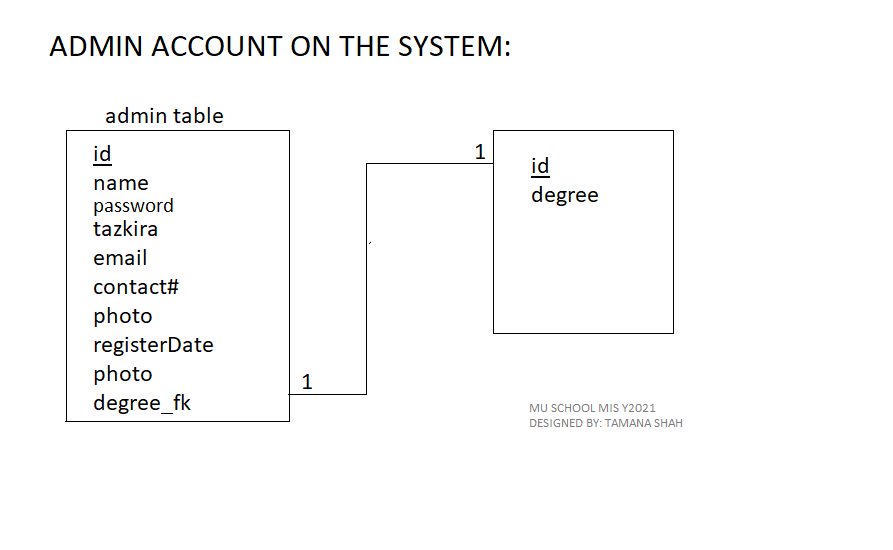 ADMIN ACCOUNT ON THE SYSTEM:
admin table
id
name
password
tazkira
email
contact#
photo
registerDate
photo
degree_fk
1
1
id
degree
MU SCHOOL MIS Y2021
DESIGNED BY: TAMANA SHAH